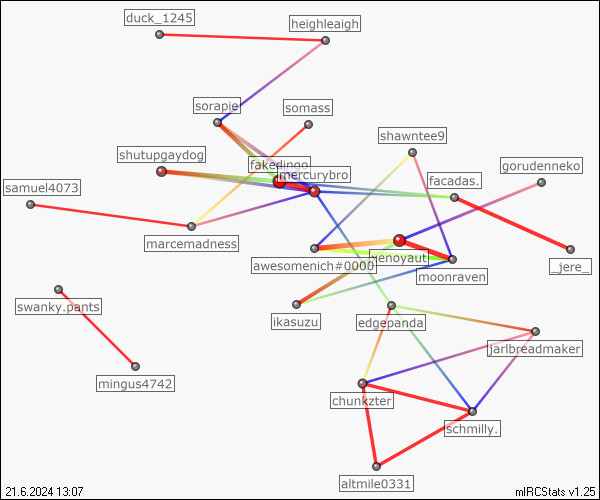 duck_1245
heighleaigh
sorapie
somass
shawntee9
shutupgaydog
fakedingo
mercurybro
gorudenneko
samuel4073
facadas.
marcemadness
xenoyaut
awesomenich#0000
moonraven
_jere_
swanky.pants
ikasuzu
edgepanda
jarlbreadmaker
mingus4742
chunkzter
schmilly.
altmile0331
21.6.2024 13:07
mIRCStats v1.25